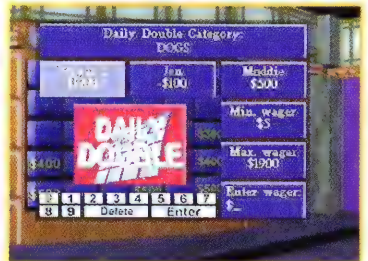 Daily Double Category:
DOGS
Jen
-$100
Maddie
$500
Min. wager
$5
DAILY
DOUBLE
Max. wager
$1900
$400
Enter wager:
$_
1 2 3 4 5 6 7
8 9 Delete Enter